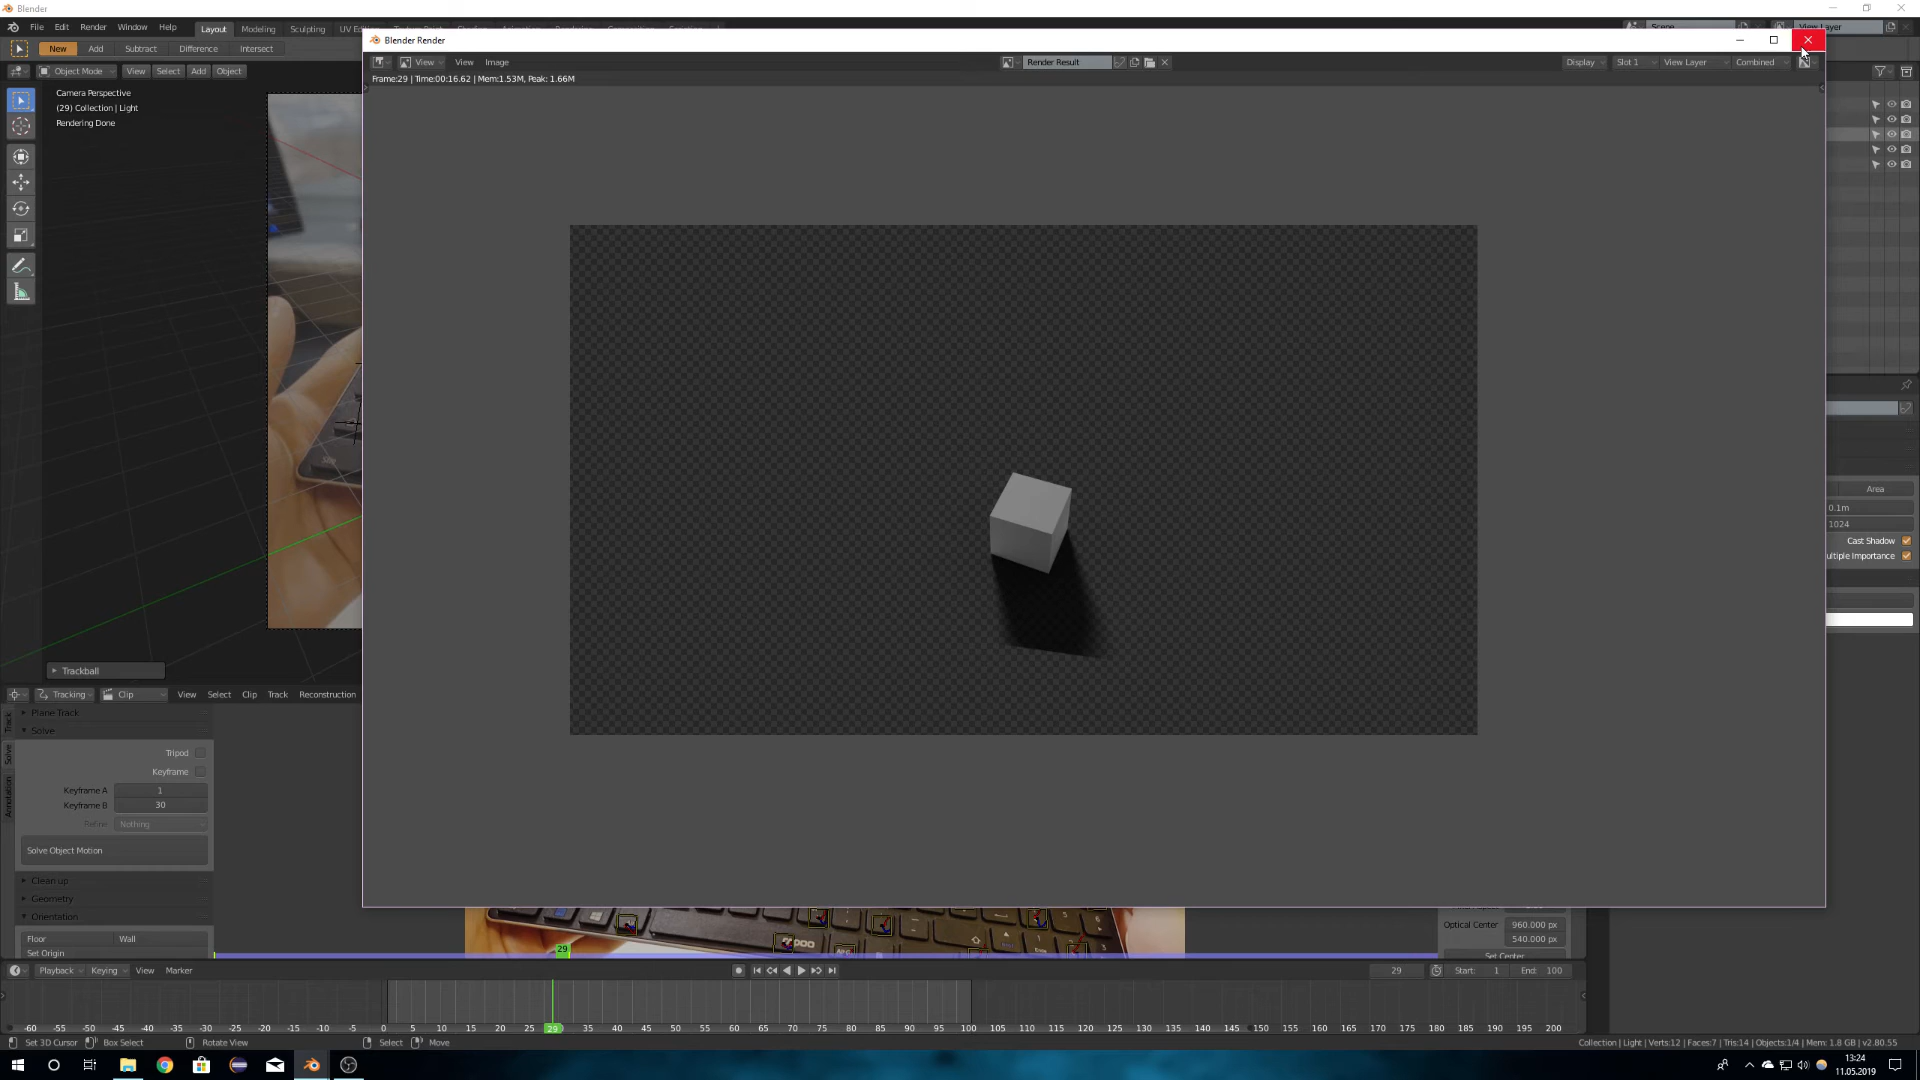 Blender
File Edit Render Window Help
Layout Modeling Sculpting
Scene View Layer
New Add Subtract Difference Intersect
Object Mode View Select Add Object
Camera Perspective
(29) Collection | Light
Rendering Done
Trackball
Blender Render
View View Image Render Result Display Slot 1 View Layer Combined
Frame:29 | Time:00:16.62 | Mem:1.53M, Peak: 1.66M
Area
0.1m
1024
Cast Shadow
ultiple Importance
Tracking Clip View Select Clip Track Reconstruction
Track
Solve
Annotation
Plane Track
Solve
Tripod
Keyframe
Keyframe A 1
Keyframe B 30
Refine Nothing
Solve Object Motion
Clean up
Geometry
Orientation
Floor Wall
Set Origin
Optical Center 960.000 px
540.000 px
Set Center
29
Playback Keying View Marker 29 Start: 1 End: 100
-60 -55 -50 -45 -40 -35 -30 -25 -20 -15 -10 -5 0 5 10 15 20 25 29 35 40 45 50 55 60 65 70 75 80 85 90 95 100 105 110 115 120 125 130 135 140 145 150 155 160 165 170 175 180 185 190 195 200
Set 3D Cursor Box Select Rotate View Select Move
Collection | Light | Verts:12 | Faces:7 | Tris:14 | Objects:1/4 | Mem: 1.8 GB | v2.80.55
13:24
11.05.2019